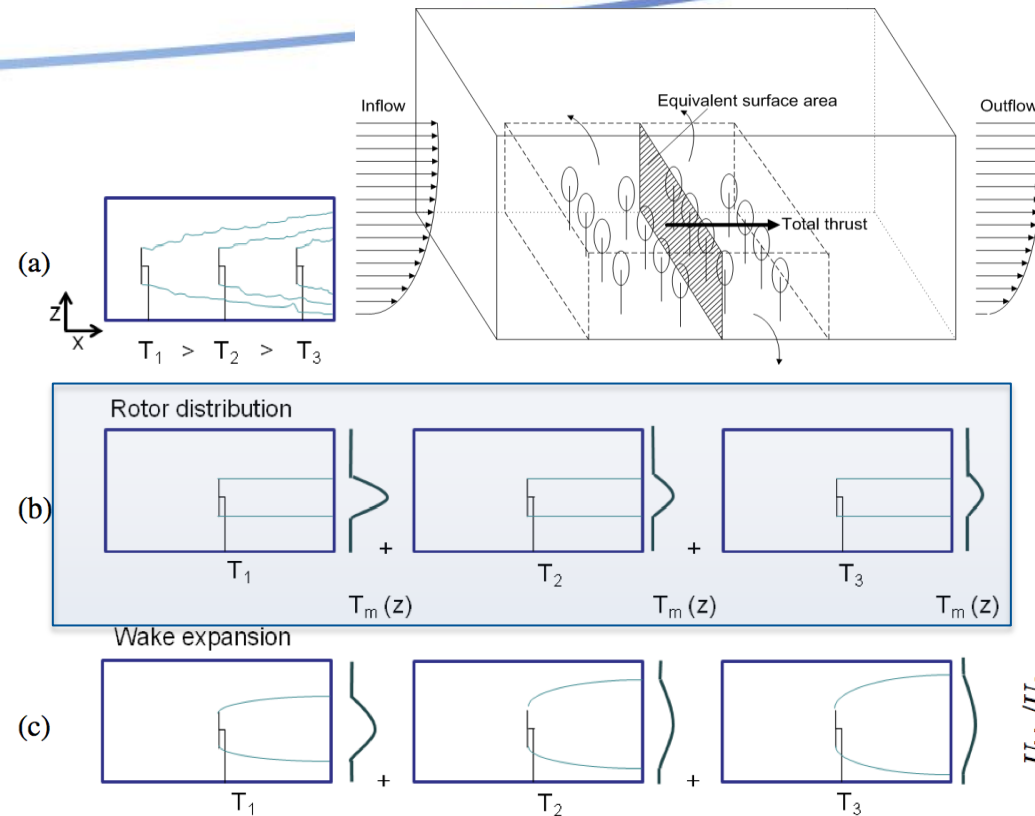 Inflow
Equivalent surface area
Outflow
Total thrust
(a)
z
x
T₁ > T₂ > T₃
Rotor distribution
(b)
+
+
T₁
T₂
T₃
Tₘ (z)
Tₘ (z)
Tₘ (z)
Wake expansion
(c)
+
+
T₁
T₂
T₃